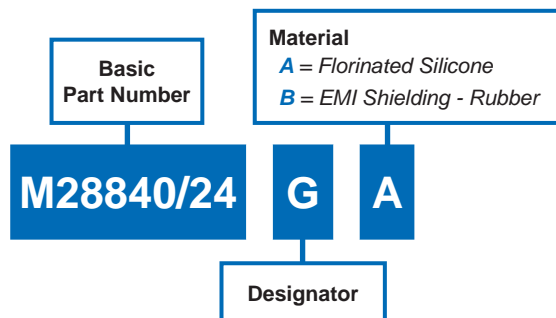 Basic
Part Number
Material
A = Florinated Silicone
B = EMI Shielding - Rubber
M28840/24 G A
Designator